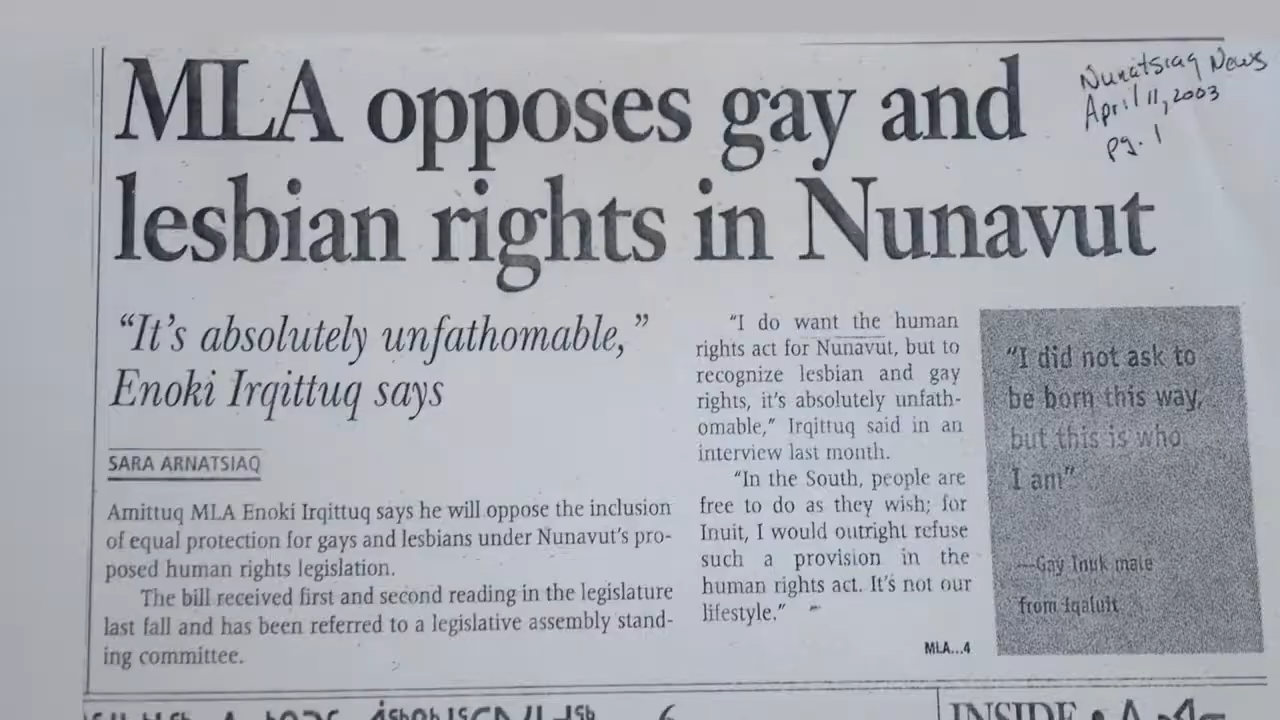 MLA opposes gay and
lesbian rights in Nunavut
Nunatsiaq News
April 11, 2003
pg. 1
“It’s absolutely unfathomable,”
Enoki Irqittuq says
SARA ARNATSIAQ
Amittuq MLA Enoki Irqittuq says he will oppose the inclusion
of equal protection for gays and lesbians under Nunavut’s pro-
posed human rights legislation.
The bill received first and second reading in the legislature
last fall and has been referred to a legislative assembly stand-
ing committee.
“I do want the human
rights act for Nunavut, but to
recognize lesbian and gay
rights, it’s absolutely unfath-
omable,” Irqittuq said in an
interview last month.
“In the South, people are
free to do as they wish; for
Inuit, I would outright refuse
such a provision in the
human rights act. It’s not our
lifestyle.”
MLA...4
“I did not ask to
be born this way,
but this is who
I am”
—Gay Inuk male
from Iqaluit
INSIDE